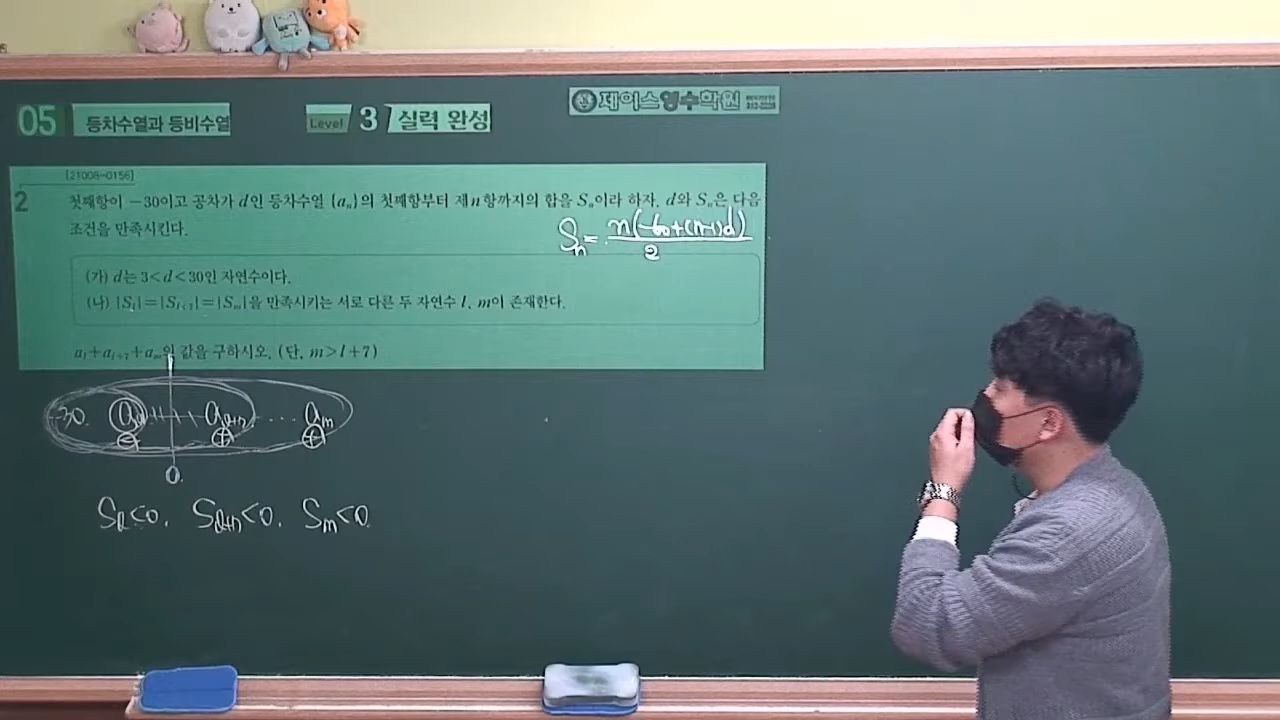 05 등차수열과 등비수열 Level 3 실력 완성 제이스영수학원
[21008-0156]
2 첫째항이 −30이고 공차가 d인 등차수열 {aₙ}의 첫째항부터 제n항까지의 합을 Sₙ이라 하자. d와 Sₙ은 다음
조건을 만족시킨다.
Sₙ = n(-60+(n-1)d) / 2
(가) d는 3<d<30인 자연수이다.
(나) |Sₗ|=|Sₗ₊₇|=|Sₘ|을 만족시키는 서로 다른 두 자연수 l, m이 존재한다.
aₗ+aₗ₊₇+aₘ의 값을 구하시오. (단, m>l+7)
-30. aₗ aₗ₊₇ .... aₘ
⊖ ⊕ ⊕
0.
Sₗ<0. Sₗ₊₇<0. Sₘ<0.